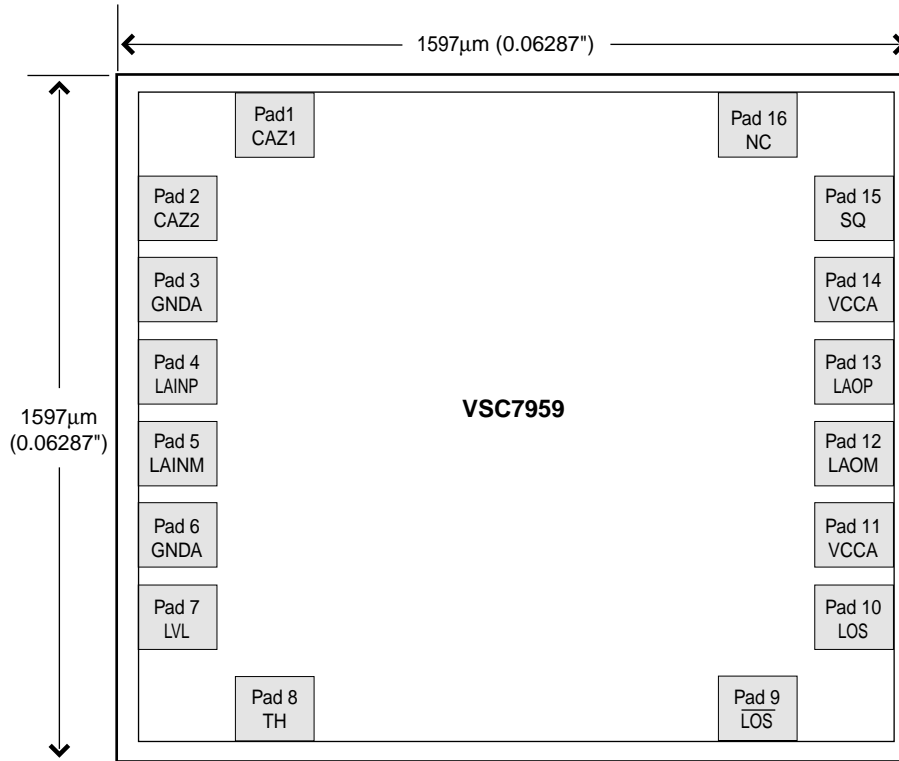 1597μm (0.06287")
Pad1
CAZ1
Pad 16
NC
Pad 2
CAZ2
Pad 15
SQ
Pad 3
GNDA
Pad 14
VCCA
Pad 4
LAINP
Pad 13
LAOP
VSC7959
1597μm
(0.06287")
Pad 5
LAINM
Pad 12
LAOM
Pad 6
GNDA
Pad 11
VCCA
Pad 7
LVL
Pad 10
LOS
Pad 8
TH
Pad 9
L̅O̅S̅